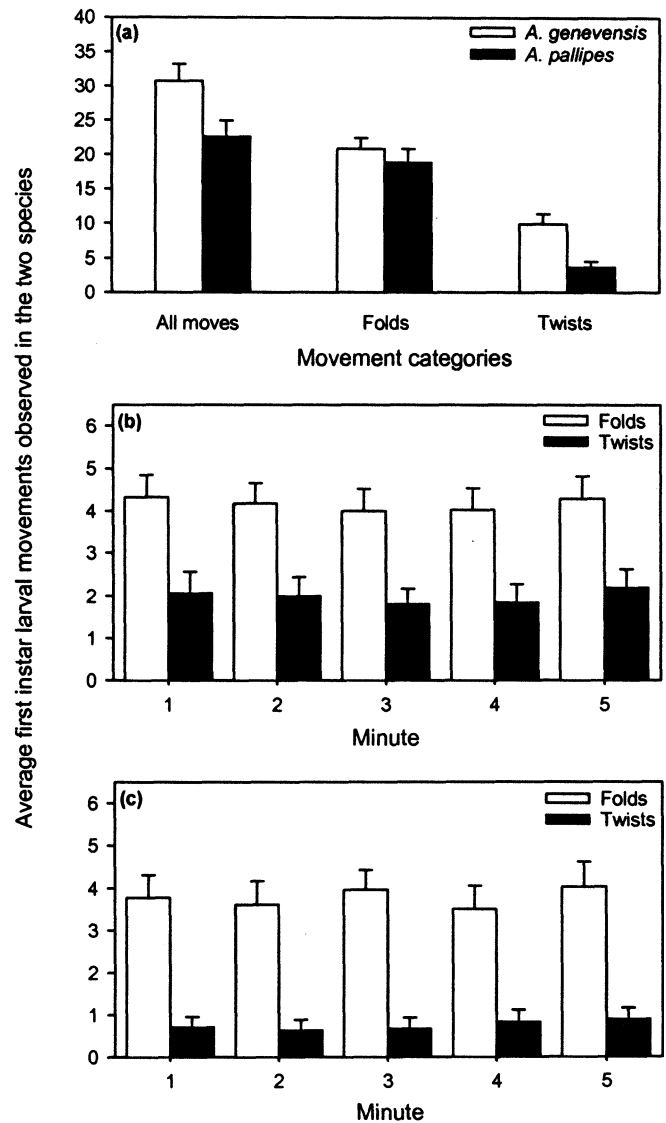 Average first instar larval movements observed in the two species
(a)
A. genevensis
A. pallipes
40
35
30
25
20
15
10
5
0
All moves Folds Twists
Movement categories
(b)
Folds
Twists
6
5
4
3
2
1
0
1 2 3 4 5
Minute
(c)
Folds
Twists
6
5
4
3
2
1
0
1 2 3 4 5
Minute